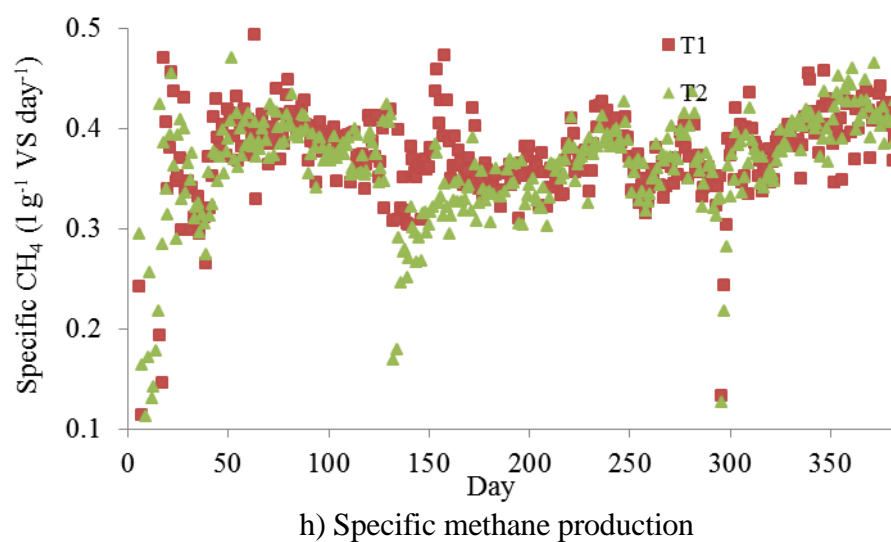 0.5
0.4
0.3
0.2
0.1
Specific CH₄ (l g⁻¹ VS day⁻¹)
T1
T2
0 50 100 150 200 250 300 350
Day
h) Specific methane production